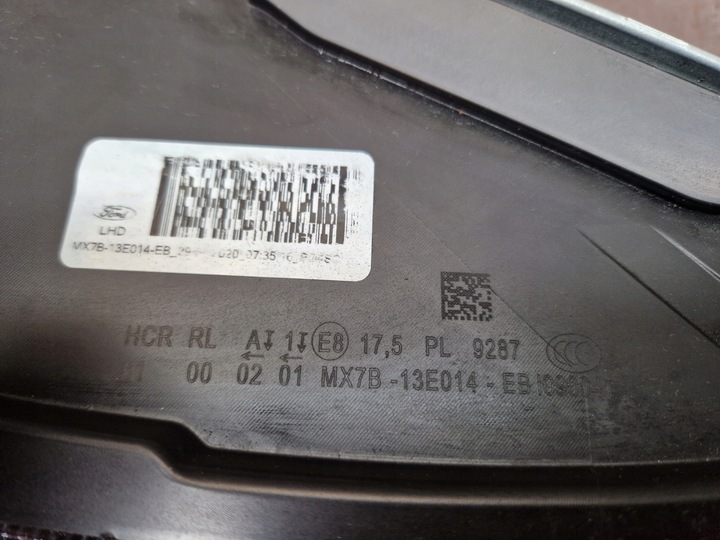 Ford
LHD
MX7B-13E014-EB
HCR RL A 1 E8 17,5 PL 9287
00 02 01 MX7B-13E014-EB